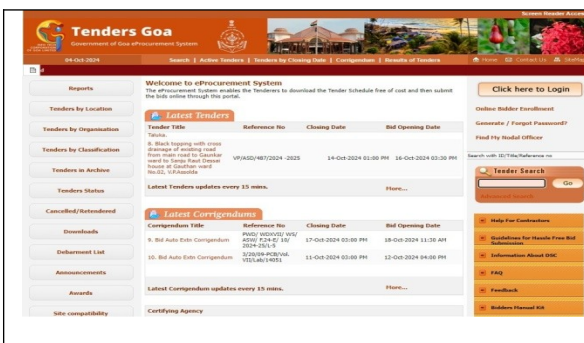 Screen Reader Access
Tenders Goa
Government of Goa eProcurement System
04-Oct-2024
Search | Active Tenders | Tenders by Closing Date | Corrigendum | Results of Tenders
Home Contact Us SiteMap
Reports
Tenders by Location
Tenders by Organisation
Tenders by Classification
Tenders in Archive
Tenders Status
Cancelled/Retendered
Downloads
Debarment List
Announcements
Awards
Site compatibility
Welcome to eProcurement System
The eProcurement System enables the Tenderers to download the Tender Schedule free of cost and then submit
the bids online through this portal.
Latest Tenders
Tender Title Reference No Closing Date Bid Opening Date
Taluka.
8. Black topping with cross
drainage of existing road
from main road to Gaunkar
ward to Sanju Raut Dessai
house at Gauthan ward
No.02, V.P.Assolda
VP/ASD/487/2024 -2025 14-Oct-2024 01:00 PM 16-Oct-2024 03:30 PM
Latest Tenders updates every 15 mins. More...
Latest Corrigendums
Corrigendum Title Reference No Closing Date Bid Opening Date
9. Bid Auto Extn Corrigendum
PWD/ WDXVII/ WS/
ASW/ F.24-E/ 10/
2024-25/1-5
17-Oct-2024 03:00 PM 18-Oct-2024 11:30 AM
10. Bid Auto Extn Corrigendum
3/20/09-PCB/Vol.
VII/Lab/14051
11-Oct-2024 03:00 PM 12-Oct-2024 04:00 PM
Latest Corrigendum updates every 15 mins. More...
Certifying Agency
Click here to Login
Online Bidder Enrollment
Generate / Forgot Password?
Find My Nodal Officer
Search with ID/Title/Reference no
Tender Search
Go
Advanced Search
Help For Contractors
Guidelines for Hassle Free Bid
Submission
Information About DSC
FAQ
Feedback
Bidders Manual Kit